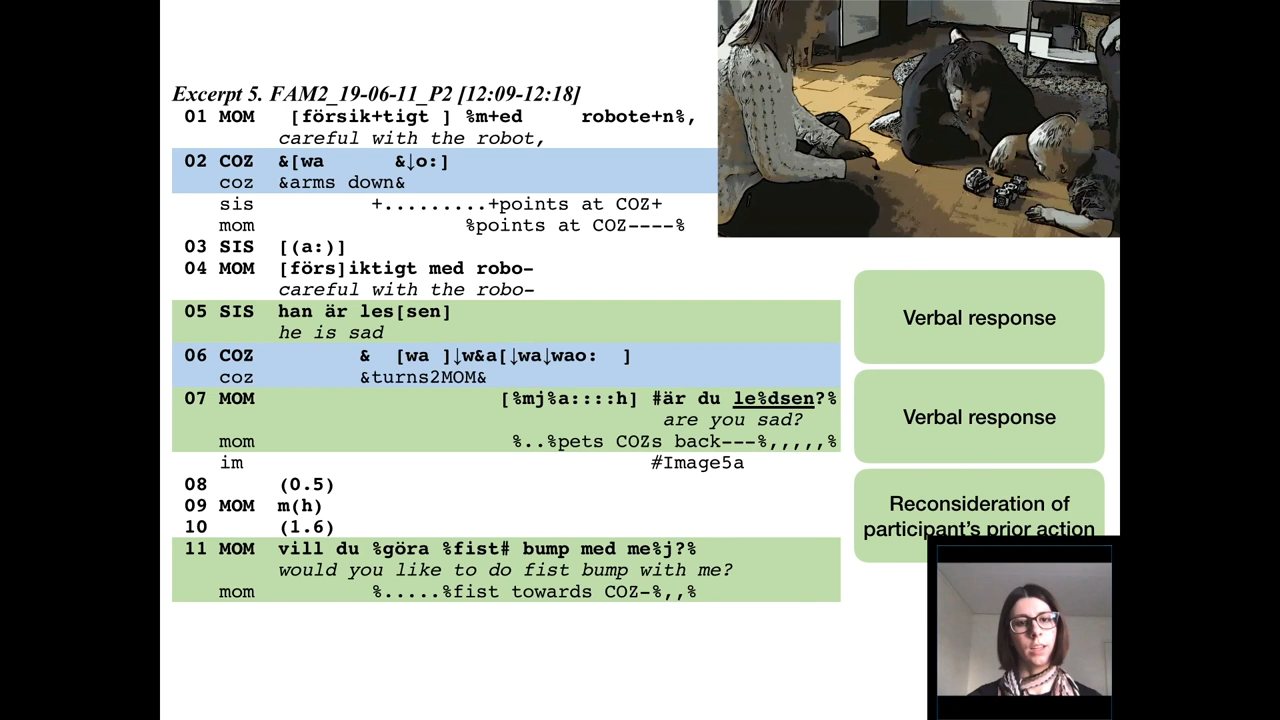 Excerpt 5. FAM2_19-06-11_P2 [12:09-12:18]
01 MOM [försik+tigt ] %m+ed robote+n%,
careful with the robot,
02 COZ &[wa &↓o:]
coz &arms down&
sis +.........+points at COZ+
mom %points at COZ----%
03 SIS [(a:)]
04 MOM [förs]iktigt med robo-
careful with the robo-
05 SIS han är les[sen]
he is sad
06 COZ & [wa ]↓w&a[↓wa↓wao: ]
coz &turns2MOM&
07 MOM [%mj%a::::h] #är du le%dsen?%
are you sad?
mom %..%pets COZs back---%,,,,,%
im #Image5a
08 (0.5)
09 MOM m(h)
10 (1.6)
11 MOM vill du %göra %fist# bump med me%j?%
would you like to do fist bump with me?
mom %.....%fist towards COZ-%,,%
Verbal response
Verbal response
Reconsideration of
participant's prior action